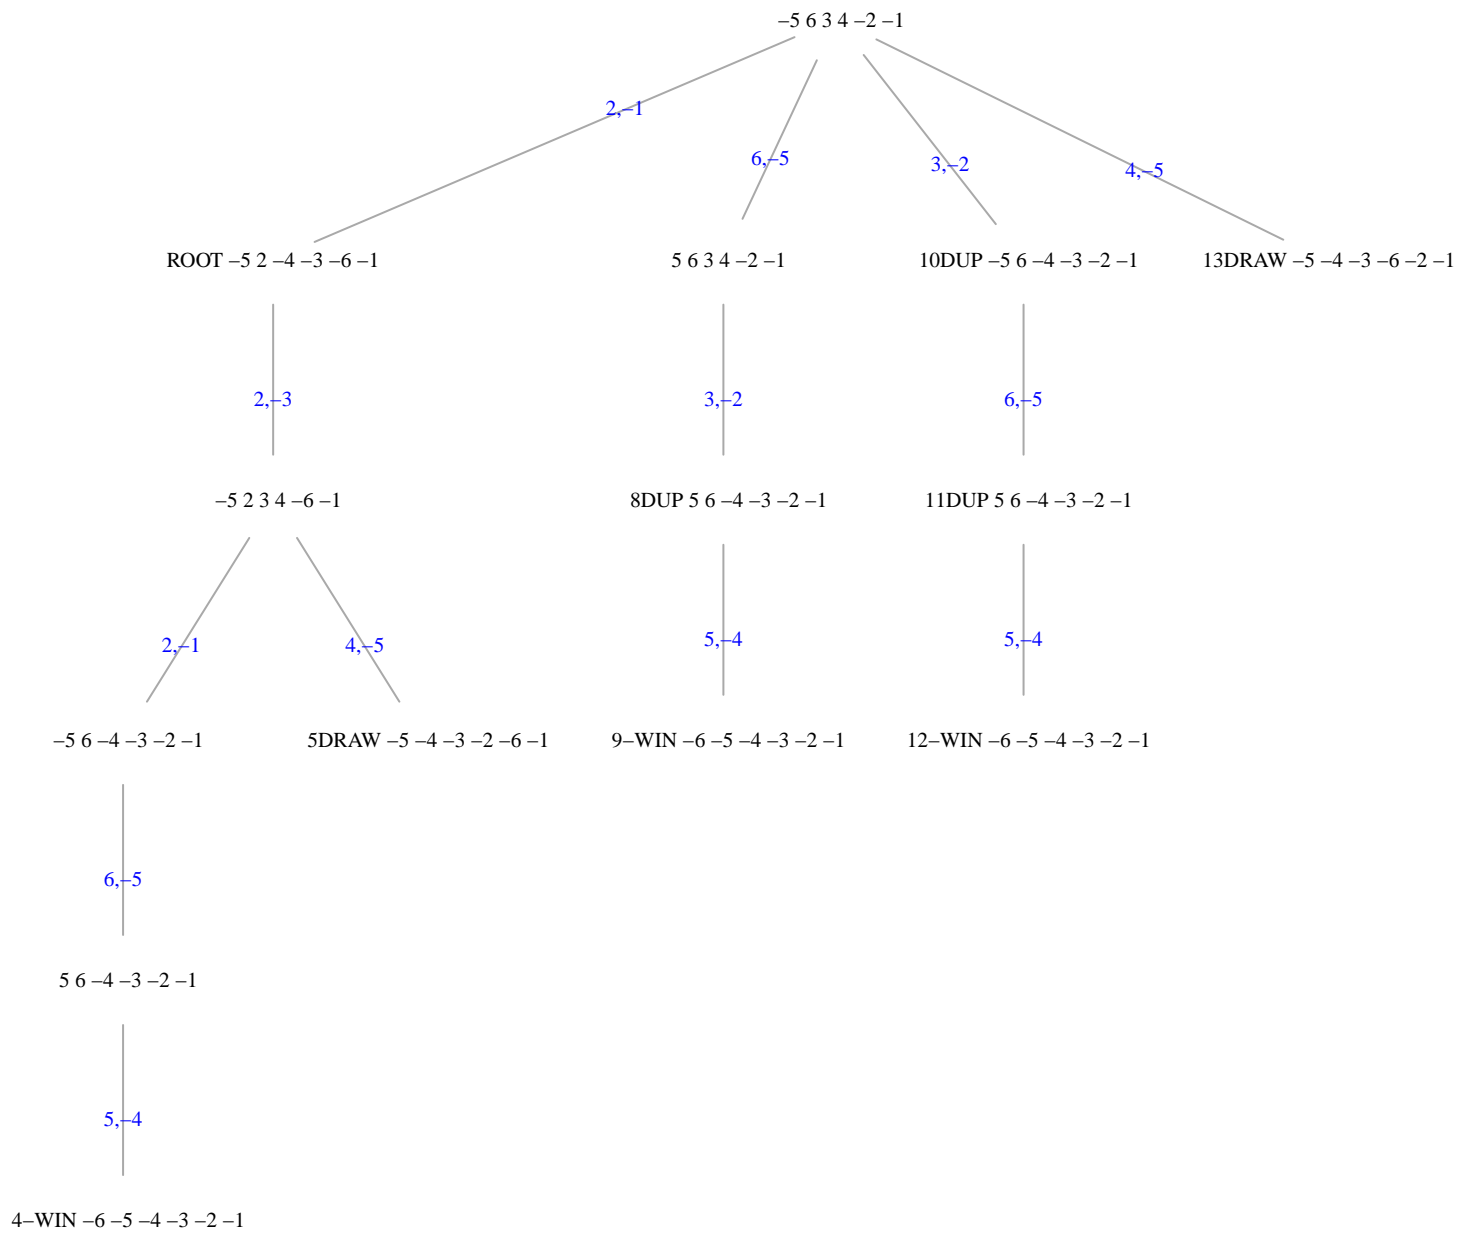 –5 6 3 4 –2 –1
2,–1
6,–5
3,–2
4,–5
ROOT –5 2 –4 –3 –6 –1
5 6 3 4 –2 –1
10DUP –5 6 –4 –3 –2 –1
13DRAW –5 –4 –3 –6 –2 –1
2,–3
3,–2
6,–5
–5 2 3 4 –6 –1
8DUP 5 6 –4 –3 –2 –1
11DUP 5 6 –4 –3 –2 –1
2,–1
4,–5
5,–4
5,–4
–5 6 –4 –3 –2 –1
5DRAW –5 –4 –3 –2 –6 –1
9–WIN –6 –5 –4 –3 –2 –1
12–WIN –6 –5 –4 –3 –2 –1
6,–5
5 6 –4 –3 –2 –1
5,–4
4–WIN –6 –5 –4 –3 –2 –1